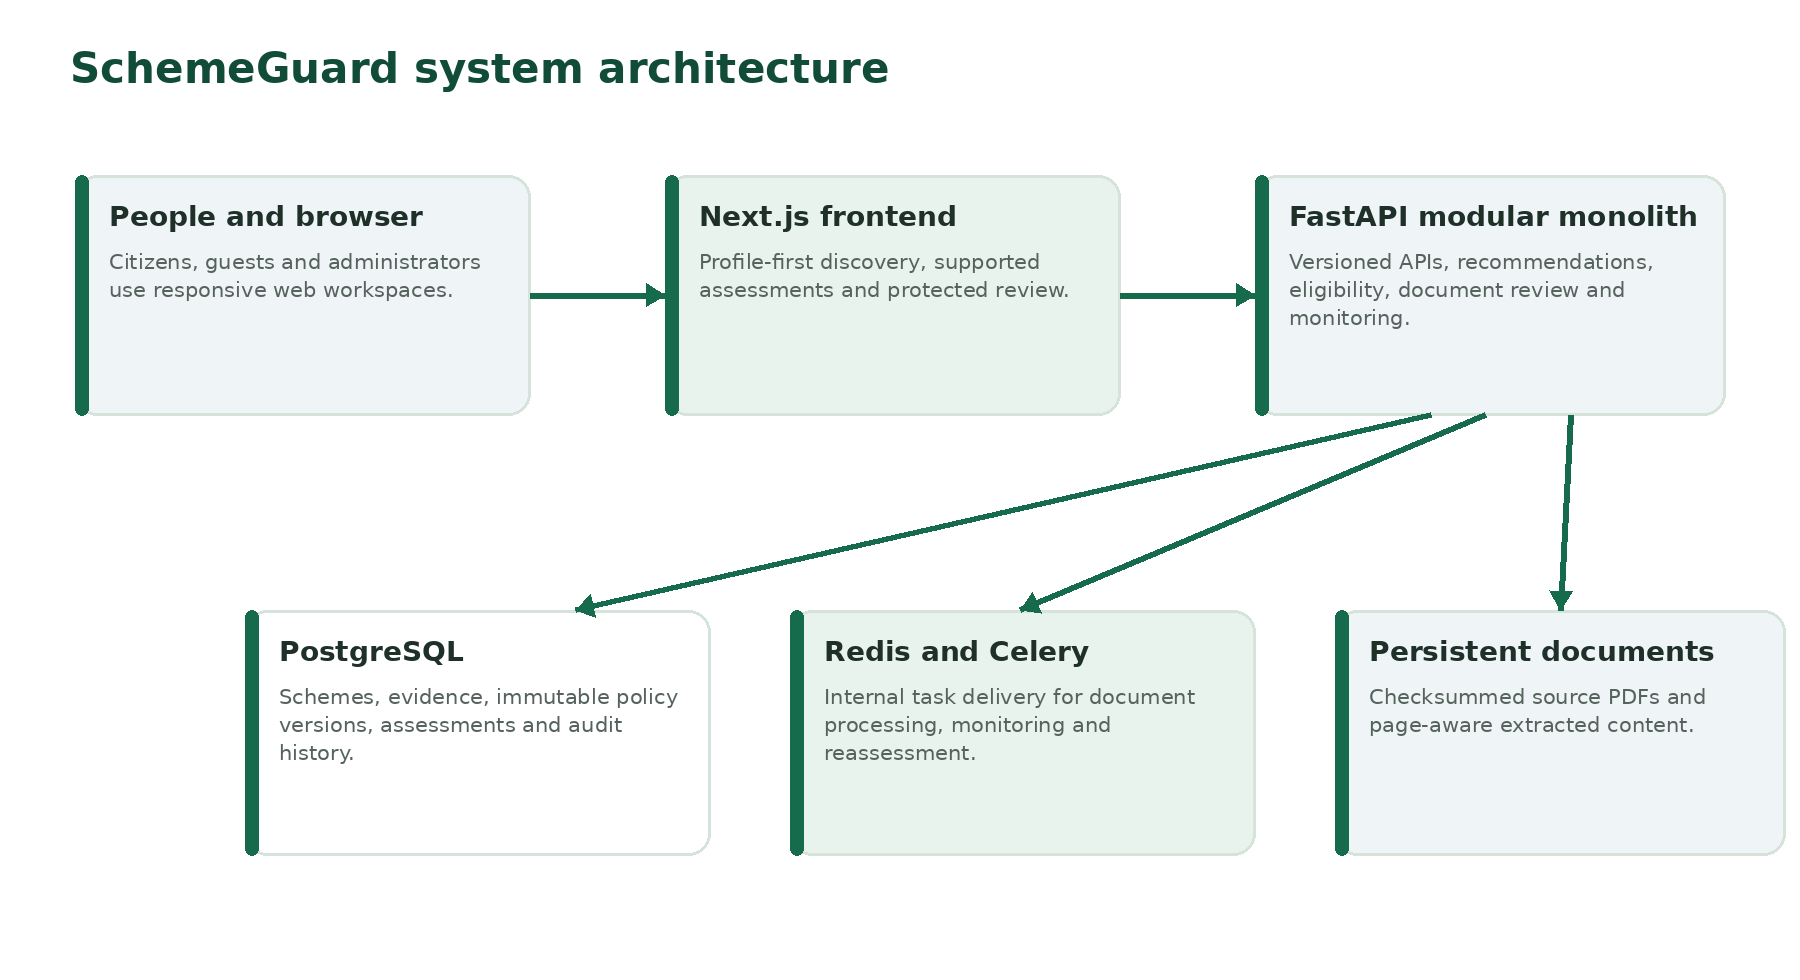 SchemeGuard system architecture
People and browser
Citizens, guests and administrators
use responsive web workspaces.
Next.js frontend
Profile-first discovery, supported
assessments and protected review.
FastAPI modular monolith
Versioned APIs, recommendations,
eligibility, document review and
monitoring.
PostgreSQL
Schemes, evidence, immutable policy
versions, assessments and audit
history.
Redis and Celery
Internal task delivery for document
processing, monitoring and
reassessment.
Persistent documents
Checksummed source PDFs and
page-aware extracted content.